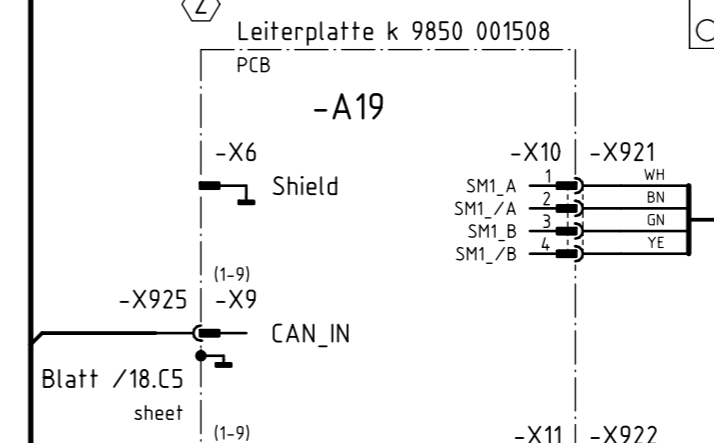 2
Leiterplatte k 9850 001508
PCB
-A19
-X6
-X10 -X921
Shield
SM1_A 1 WH
SM1_/A 2 BN
SM1_B 3 GN
SM1_/B 4 YE
(1-9)
-X925 -X9
CAN_IN
Blatt /18.C5
sheet
(1-9)
-X11 -X922